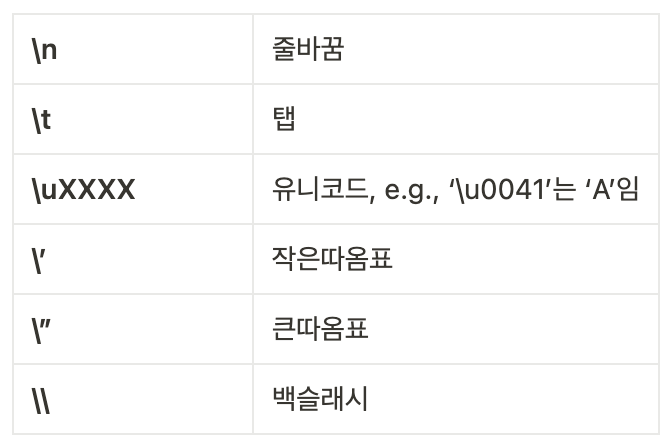 \n 줄바꿈
\t 탭
\uXXXX 유니코드, e.g., ‘\u0041’는 ‘A’임
\’ 작은따옴표
\” 큰따옴표
\\ 백슬래시